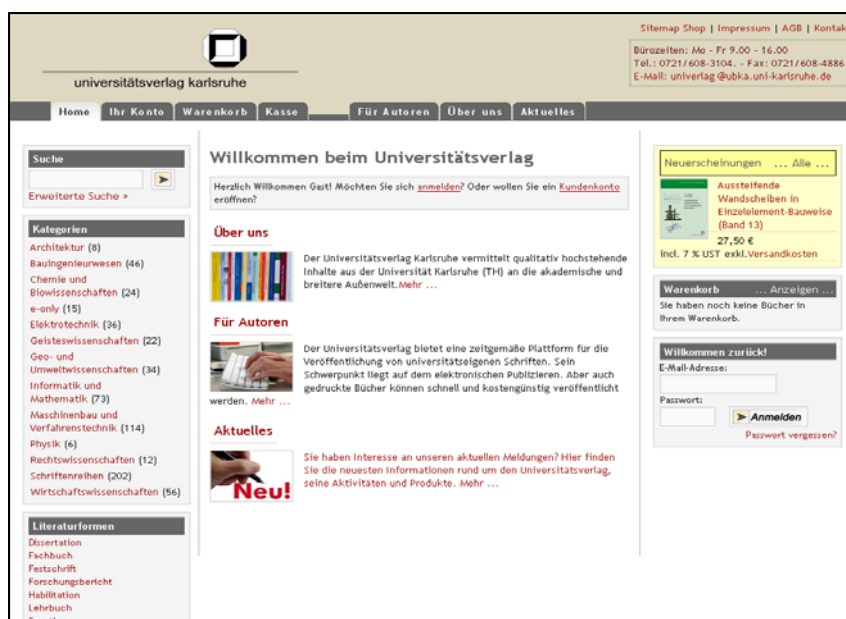 Sitemap Shop | Impressum | AGB | Kontak
Bürozeiten: Mo - Fr 9.00 - 16.00
Tel.: 0721/608-3104. - Fax: 0721/608-4886
E-Mail: univerlag @ubka.uni-karlsruhe.de
universitätsverlag karlsruhe
Home Ihr Konto Warenkorb Kasse Für Autoren Über uns Aktuelles
Suche
Erweiterte Suche »
Kategorien
Architektur (8)
Bauingenieurwesen (46)
Chemie und
Biowissenschaften (24)
e-only (15)
Elektrotechnik (36)
Geisteswissenschaften (22)
Geo- und
Umweltwissenschaften (34)
Informatik und
Mathematik (73)
Maschinenbau und
Verfahrenstechnik (114)
Physik (6)
Rechtswissenschaften (12)
Schriftenreihen (202)
Wirtschaftswissenschaften (56)
Literaturformen
Dissertation
Fachbuch
Festschrift
Forschungsbericht
Habilitation
Lehrbuch
Willkommen beim Universitätsverlag
Herzlich Willkommen Gast! Möchten Sie sich anmelden? Oder wollen Sie ein Kundenkonto
eröffnen?
Über uns
Der Universitätsverlag Karlsruhe vermittelt qualitativ hochstehende
Inhalte aus der Universität Karlsruhe (TH) an die akademische und
breitere Außenwelt.Mehr ...
Für Autoren
Der Universitätsverlag bietet eine zeitgemäße Plattform für die
Veröffentlichung von universitätseigenen Schriften. Sein
Schwerpunkt liegt auf dem elektronischen Publizieren. Aber auch
gedruckte Bücher können schnell und kostengünstig veröffentlicht
werden. Mehr ...
Aktuelles
Neu!
Sie haben Interesse an unseren aktuellen Meldungen? Hier finden
Sie die neuesten Informationen rund um den Universitätsverlag,
seine Aktivitäten und Produkte. Mehr ...
Neuerscheinungen ... Alle ...
Aussteifende
Wandscheiben in
Einzelelement-Bauweise
(Band 13)
27,50 €
incl. 7 % UST exkl.Versandkosten
Warenkorb ... Anzeigen ...
Sie haben noch keine Bücher in
Ihrem Warenkorb.
Willkommen zurück!
E-Mail-Adresse:
Passwort:
Anmelden
Passwort vergessen?